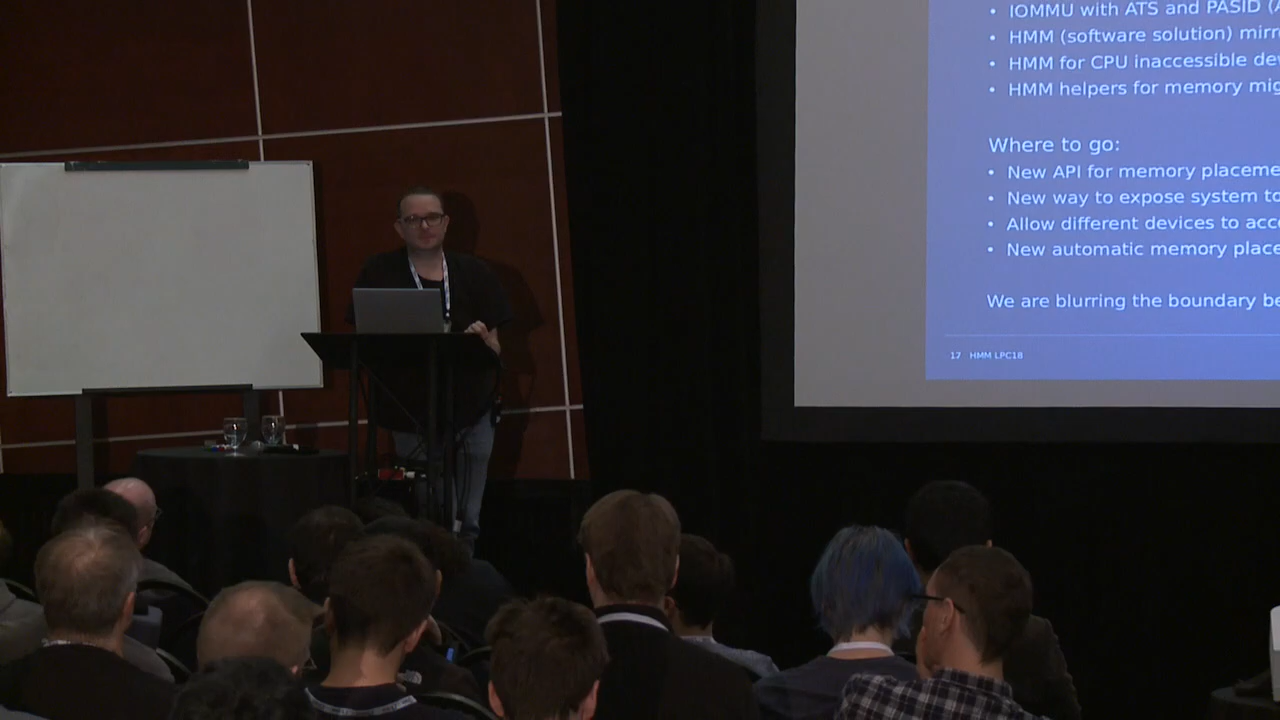 • IOMMU with ATS and PASID (
• HMM (software solution)
• HMM for CPU inaccessible
• HMM helpers for memory
Where to go:
• New API for memory
• New way to expose system
• Allow different devices to
• New automatic memory
We are blurring the boundary
17 HMM LPC18